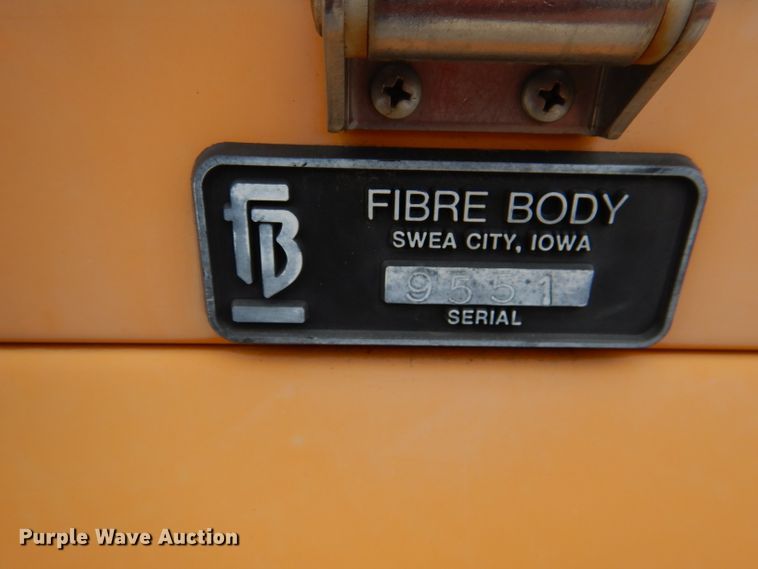 FB
FIBRE BODY
SWEA CITY, IOWA
9551
SERIAL
Purple Wave Auction